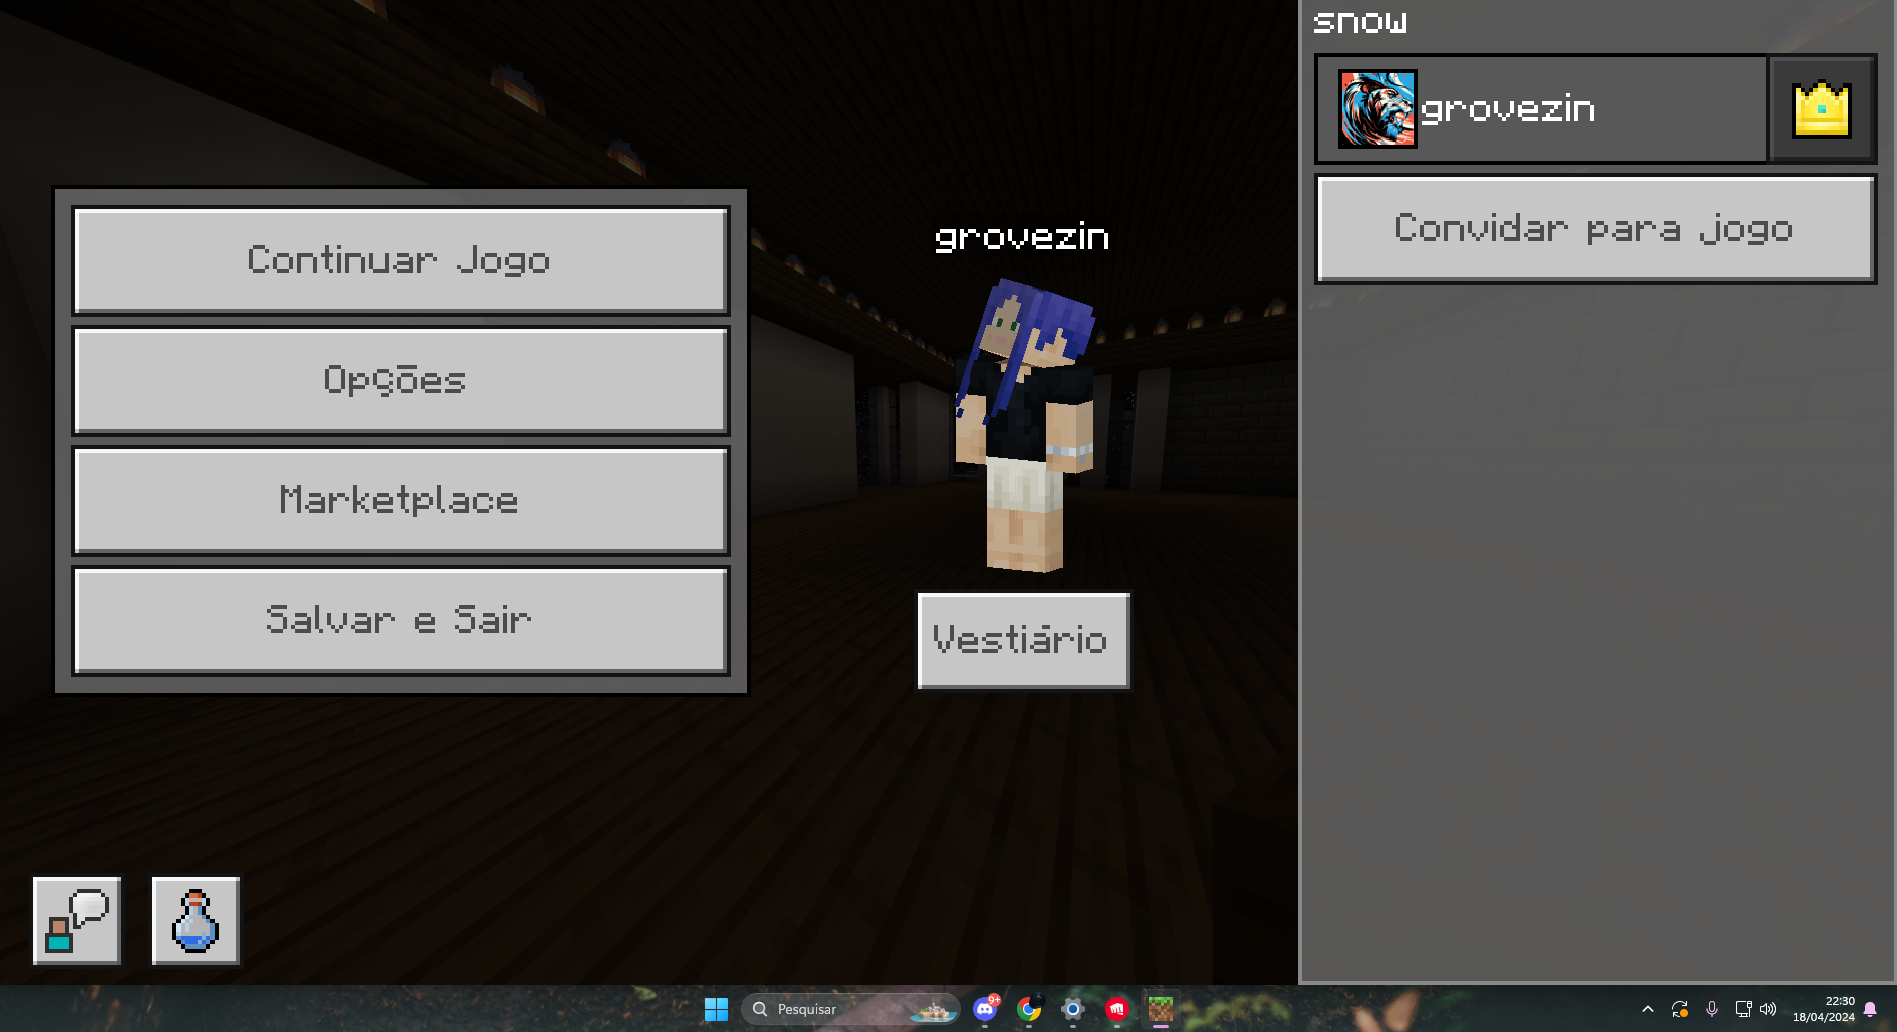 snow
grovezin
Convidar para jogo
grovezin
Continuar Jogo
Opções
Marketplace
Salvar e Sair
Vestiário
Pesquisar
9+
22:30
18/04/2024